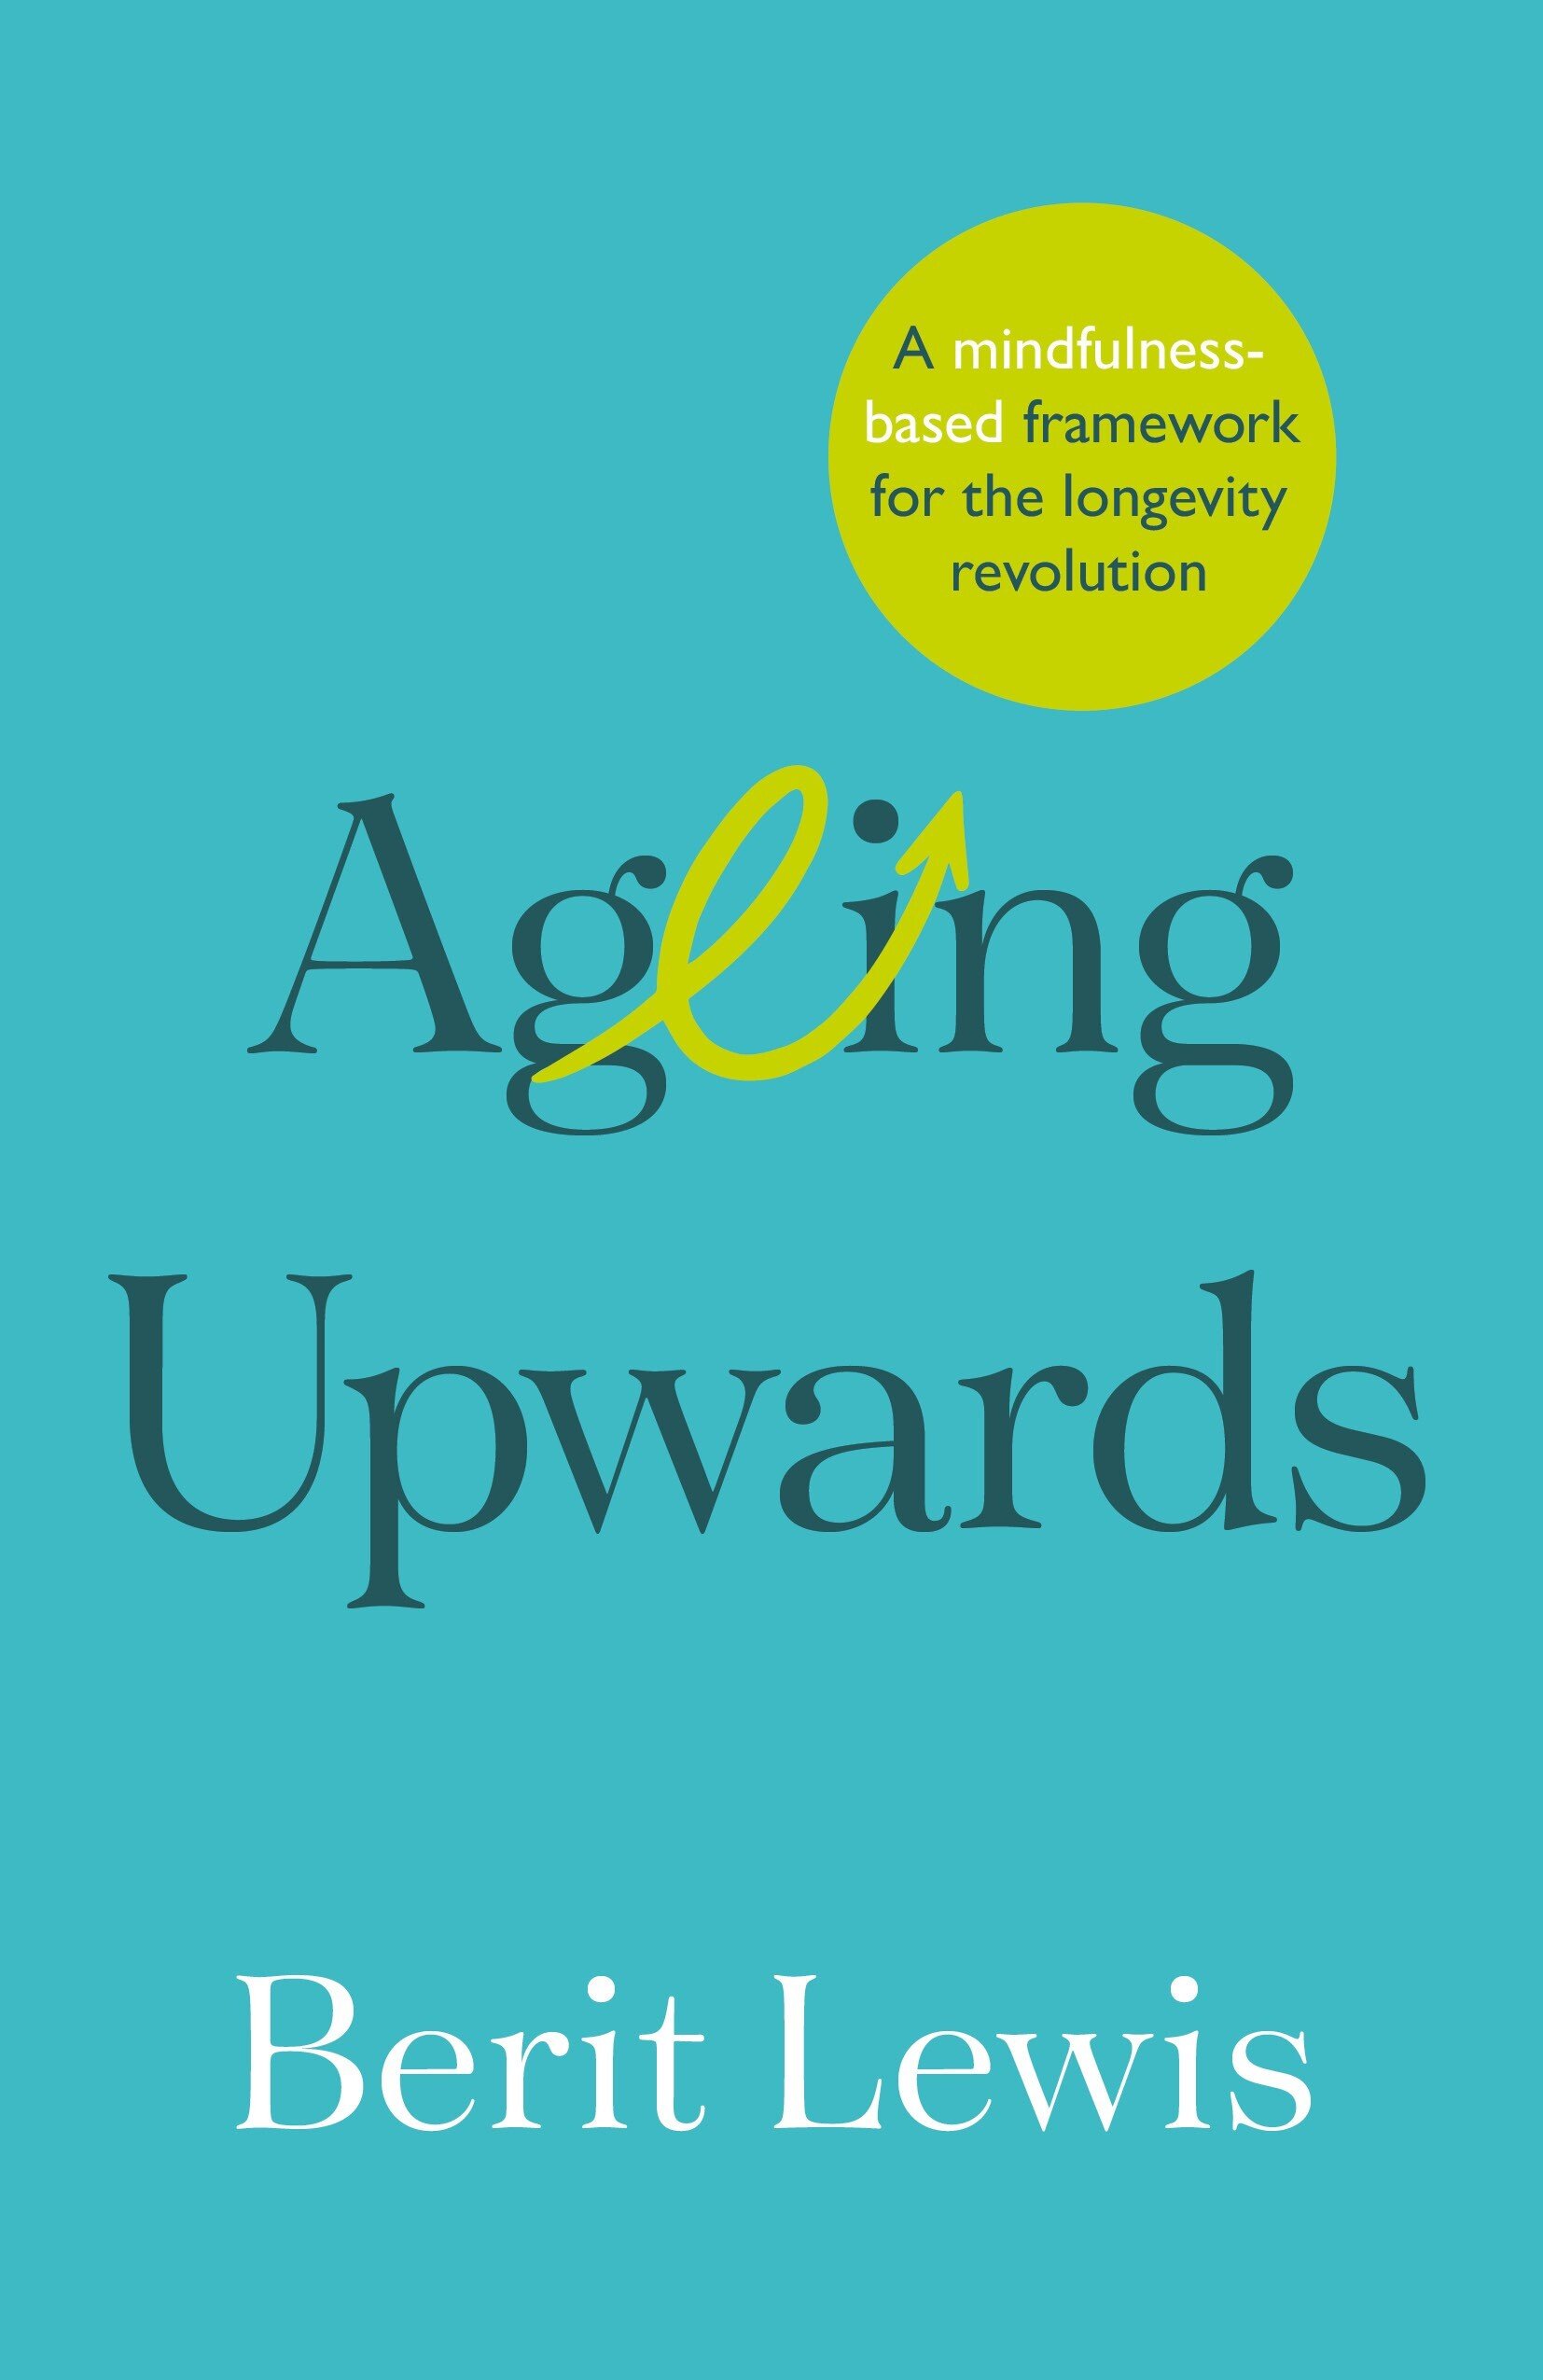 A mindfulness-
based framework
for the longevity
revolution
Ageing
Upwards
Berit Lewis